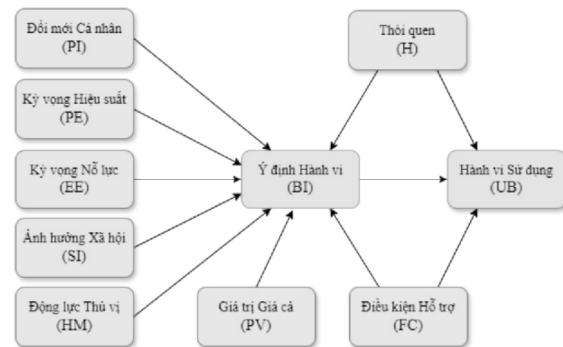 Đổi mới Cá nhân
(PI)
Thói quen
(H)
Kỳ vọng Hiệu suất
(PE)
Kỳ vọng Nỗ lực
(EE)
Ý định Hành vi
(BI)
Hành vi Sử dụng
(UB)
Ảnh hưởng Xã hội
(SI)
Động lực Thú vị
(HM)
Giá trị Giá cả
(PV)
Điều kiện Hỗ trợ
(FC)